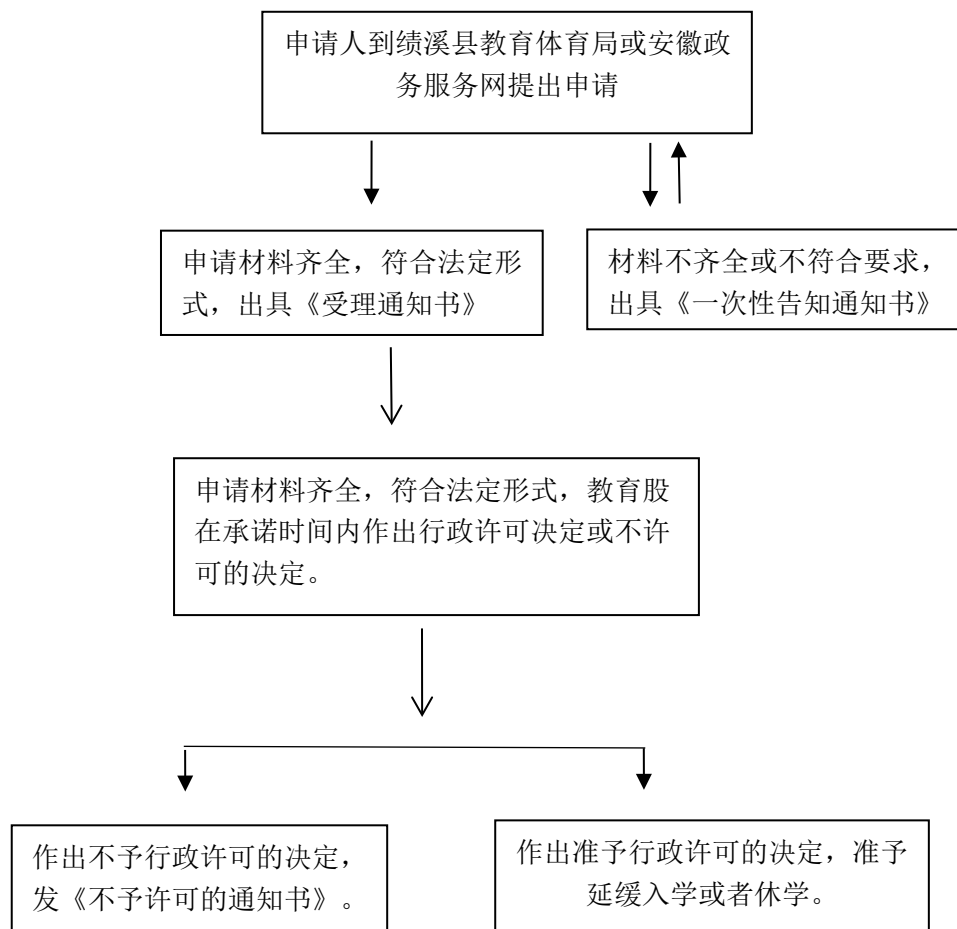 申请人到绩溪县教育体育局或安徽政
务服务网提出申请
申请材料齐全，符合法定形
式，出具《受理通知书》
材料不齐全或不符合要求，
出具《一次性告知通知书》
申请材料齐全，符合法定形式，教育股
在承诺时间内作出行政许可决定或不许
可的决定。
作出不予行政许可的决定，
发《不予许可的通知书》。
作出准予行政许可的决定，准予
延缓入学或者休学。